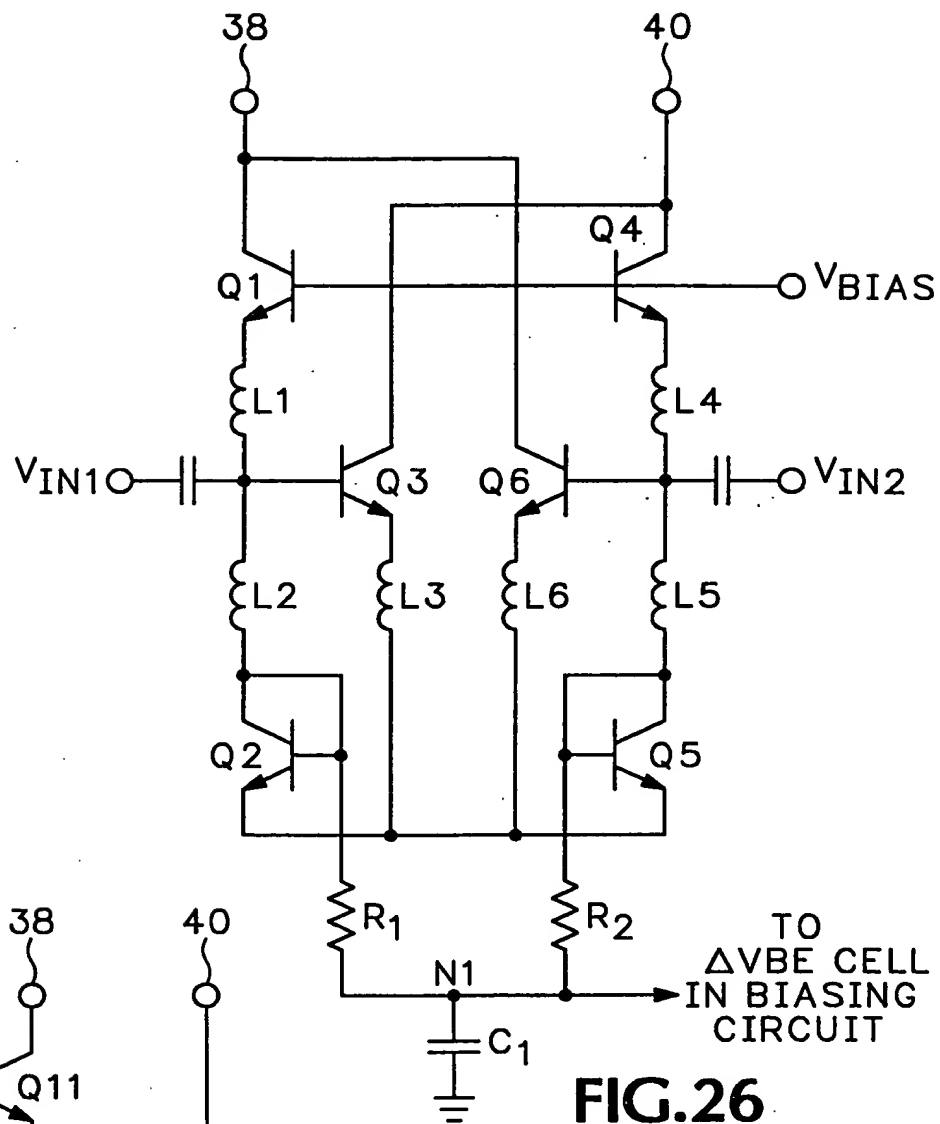 38
40
Q4
Q1
VBIAS
L1
L4
VIN1
Q3
Q6
VIN2
L2
L3
L6
L5
Q2
Q5
R1
R2
38
40
N1
TO
ΔVBE CELL
IN BIASING
CIRCUIT
C1
Q11
FIG.26